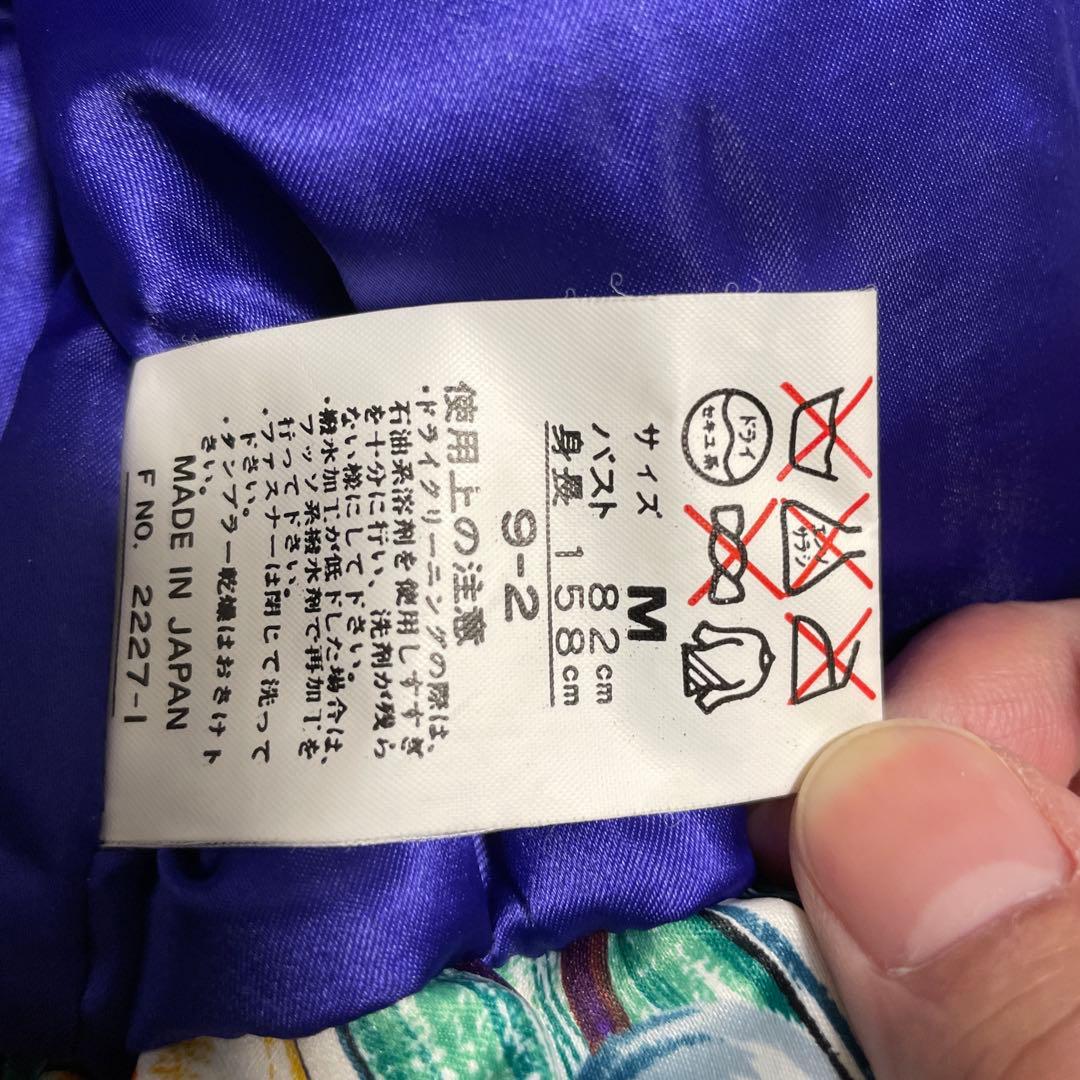 エンソ
サラシ
ドライ
セキユ系
サイズ M
バスト 82cm
身長 158cm
9-2
使用上の注意
・ドライクリーニングの際は、
石油系溶剤を使用しすすぎ
を十分に行い、洗剤が残ら
ない様にして下さい。
・撥水加工が低下した場合は、
フッソ系撥水剤で再加工を
行って下さい。
・ファスナーは閉じて洗って
下さい。
・タンブラー乾燥はおさけ下
さい。
MADE IN JAPAN
F NO. 2227-1